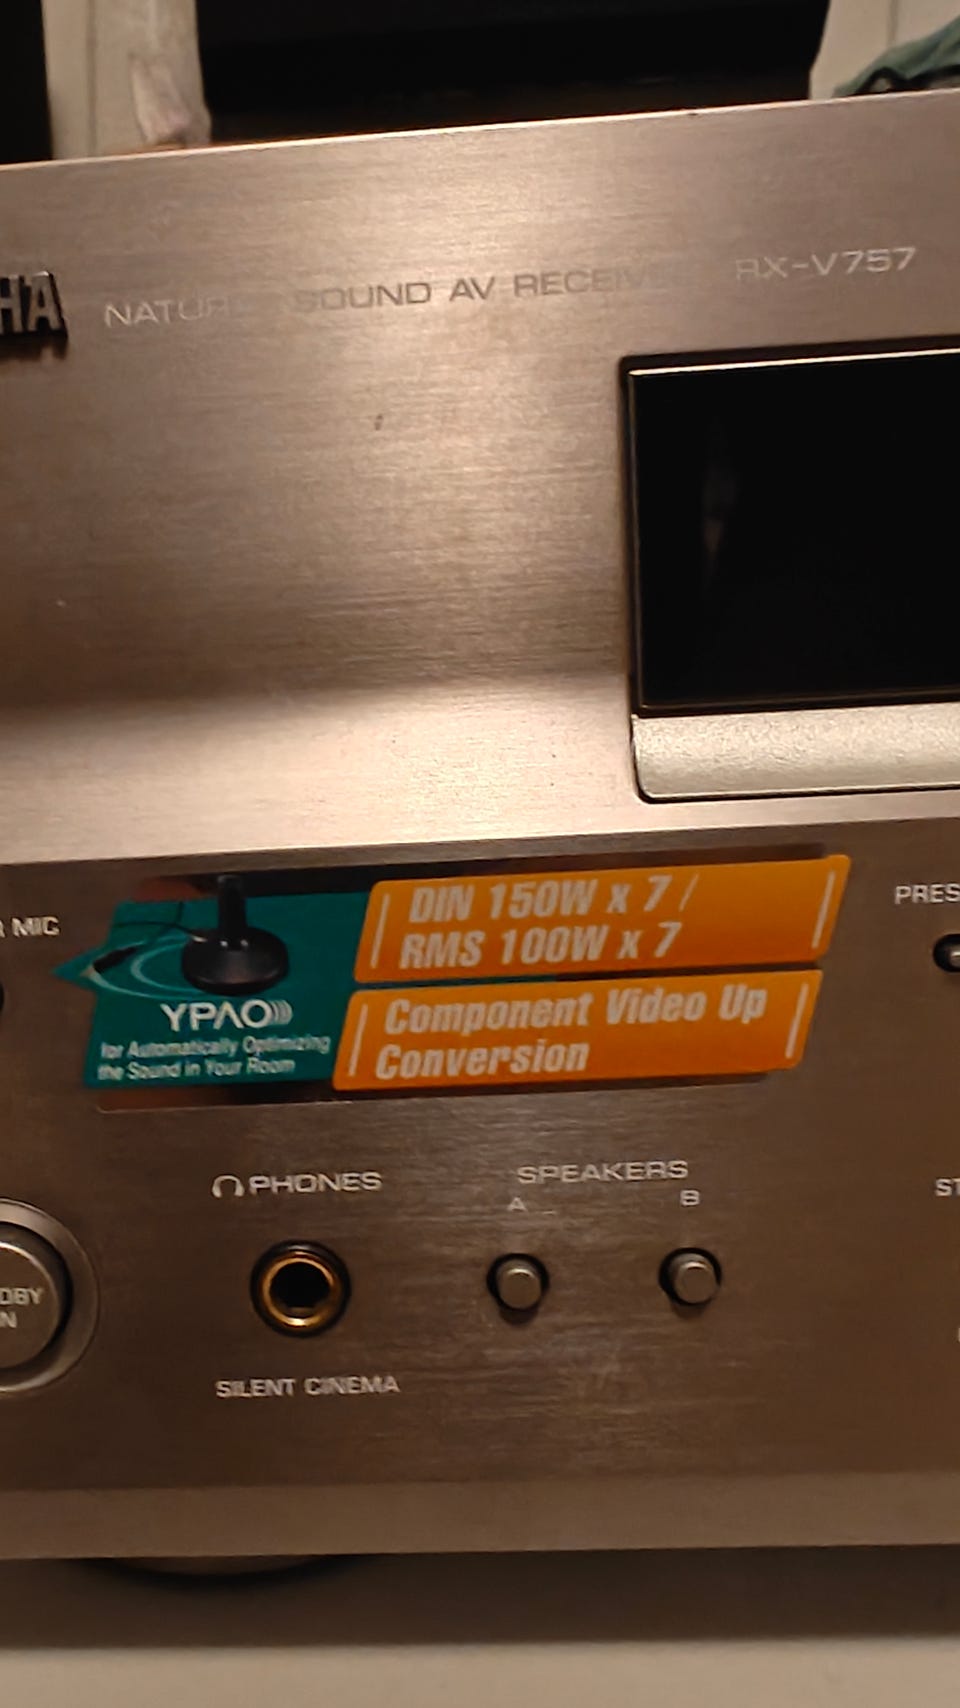 HA
NATURAL SOUND AV RECEIVER RX-V757
R MIC
DIN 150W x 7 /
RMS 100W x 7
PRES
YPAO
for Automatically Optimizing
the Sound in Your Room
Component Video Up
Conversion
PHONES
SPEAKERS
A B
ST
DBY
N
SILENT CINEMA